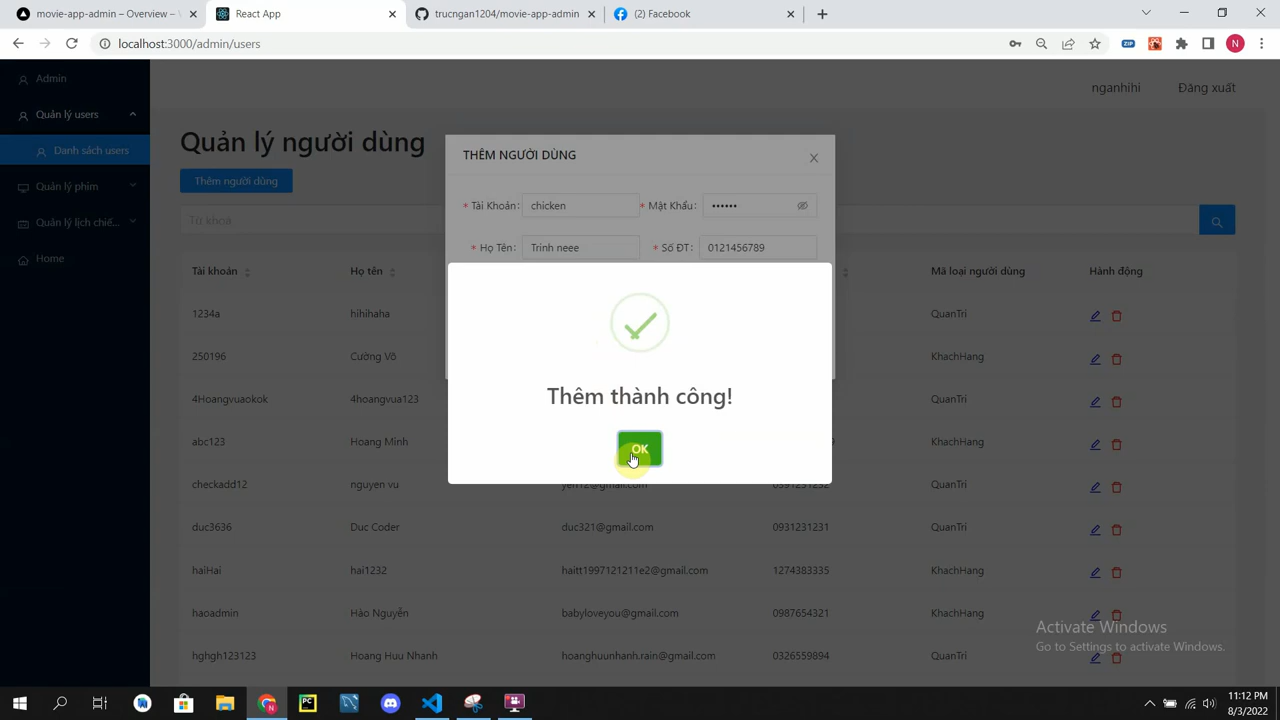 movie-app-admin – Overview –
React App
trucngan1204/movie-app-admin
(2) Facebook
localhost:3000/admin/users
ZIP
N
Admin
nganhihi
Đăng xuất
Quản lý users
Danh sách users
Quản lý phim
Quản lý lịch chiế...
Home
Quản lý người dùng
Thêm người dùng
Từ khoá
THÊM NGƯỜI DÙNG
* Tài Khoản: chicken
* Mật Khẩu: ••••••
* Họ Tên: Trinh neee
* Số ĐT: 0121456789
Thêm thành công!
OK
Tài khoản Họ tên Mã loại người dùng Hành động
1234a hihihaha QuanTri
250196 Cường Võ KhachHang
4Hoangvuaokok 4hoangvua123 QuanTri
abc123 Hoang Minh QuanTri
checkadd12 nguyen vu yen12@gmail.com 0391231232 QuanTri
duc3636 Duc Coder duc321@gmail.com 0931231231 QuanTri
haiHai hai1232 haitt1997121211e2@gmail.com 1274383335 KhachHang
haoadmin Hào Nguyễn babyloveyou@gmail.com 0987654321 KhachHang
hghgh123123 Hoang Huu Nhanh hoanghuunhanh.rain@gmail.com 0326559894 QuanTri
Activate Windows
Go to Settings to activate Windows.
PC
11:12 PM
8/3/2022